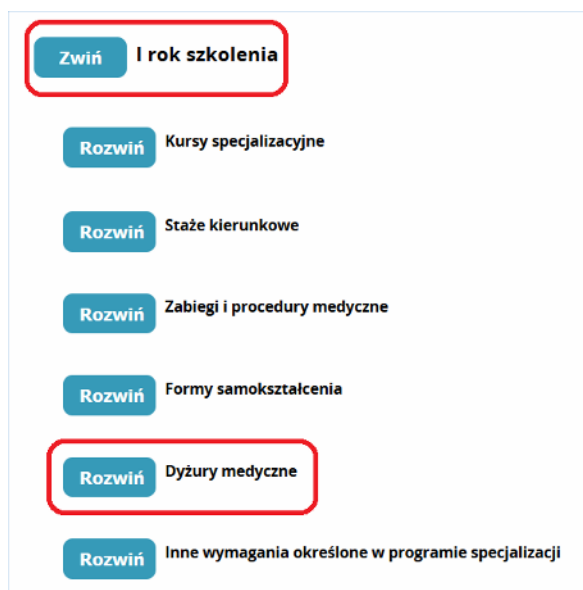 Zwiń I rok szkolenia
Rozwiń Kursy specjalizacyjne
Rozwiń Staże kierunkowe
Rozwiń Zabiegi i procedury medyczne
Rozwiń Formy samokształcenia
Rozwiń Dyżury medyczne
Rozwiń Inne wymagania określone w programie specjalizacji